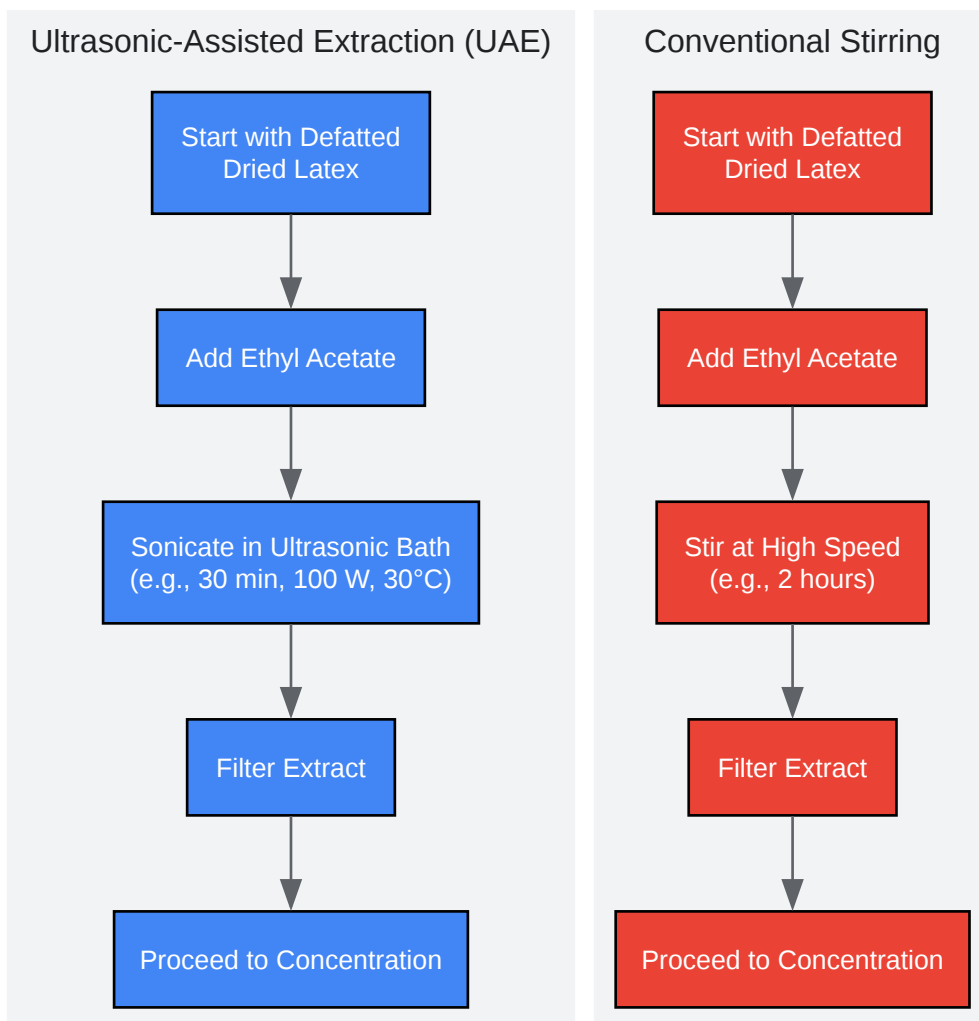 Ultrasonic-Assisted Extraction (UAE)
Start with Defatted
Dried Latex
Add Ethyl Acetate
Sonicate in Ultrasonic Bath
(e.g., 30 min, 100 W, 30°C)
Filter Extract
Proceed to Concentration
Conventional Stirring
Start with Defatted
Dried Latex
Add Ethyl Acetate
Stir at High Speed
(e.g., 2 hours)
Filter Extract
Proceed to Concentration